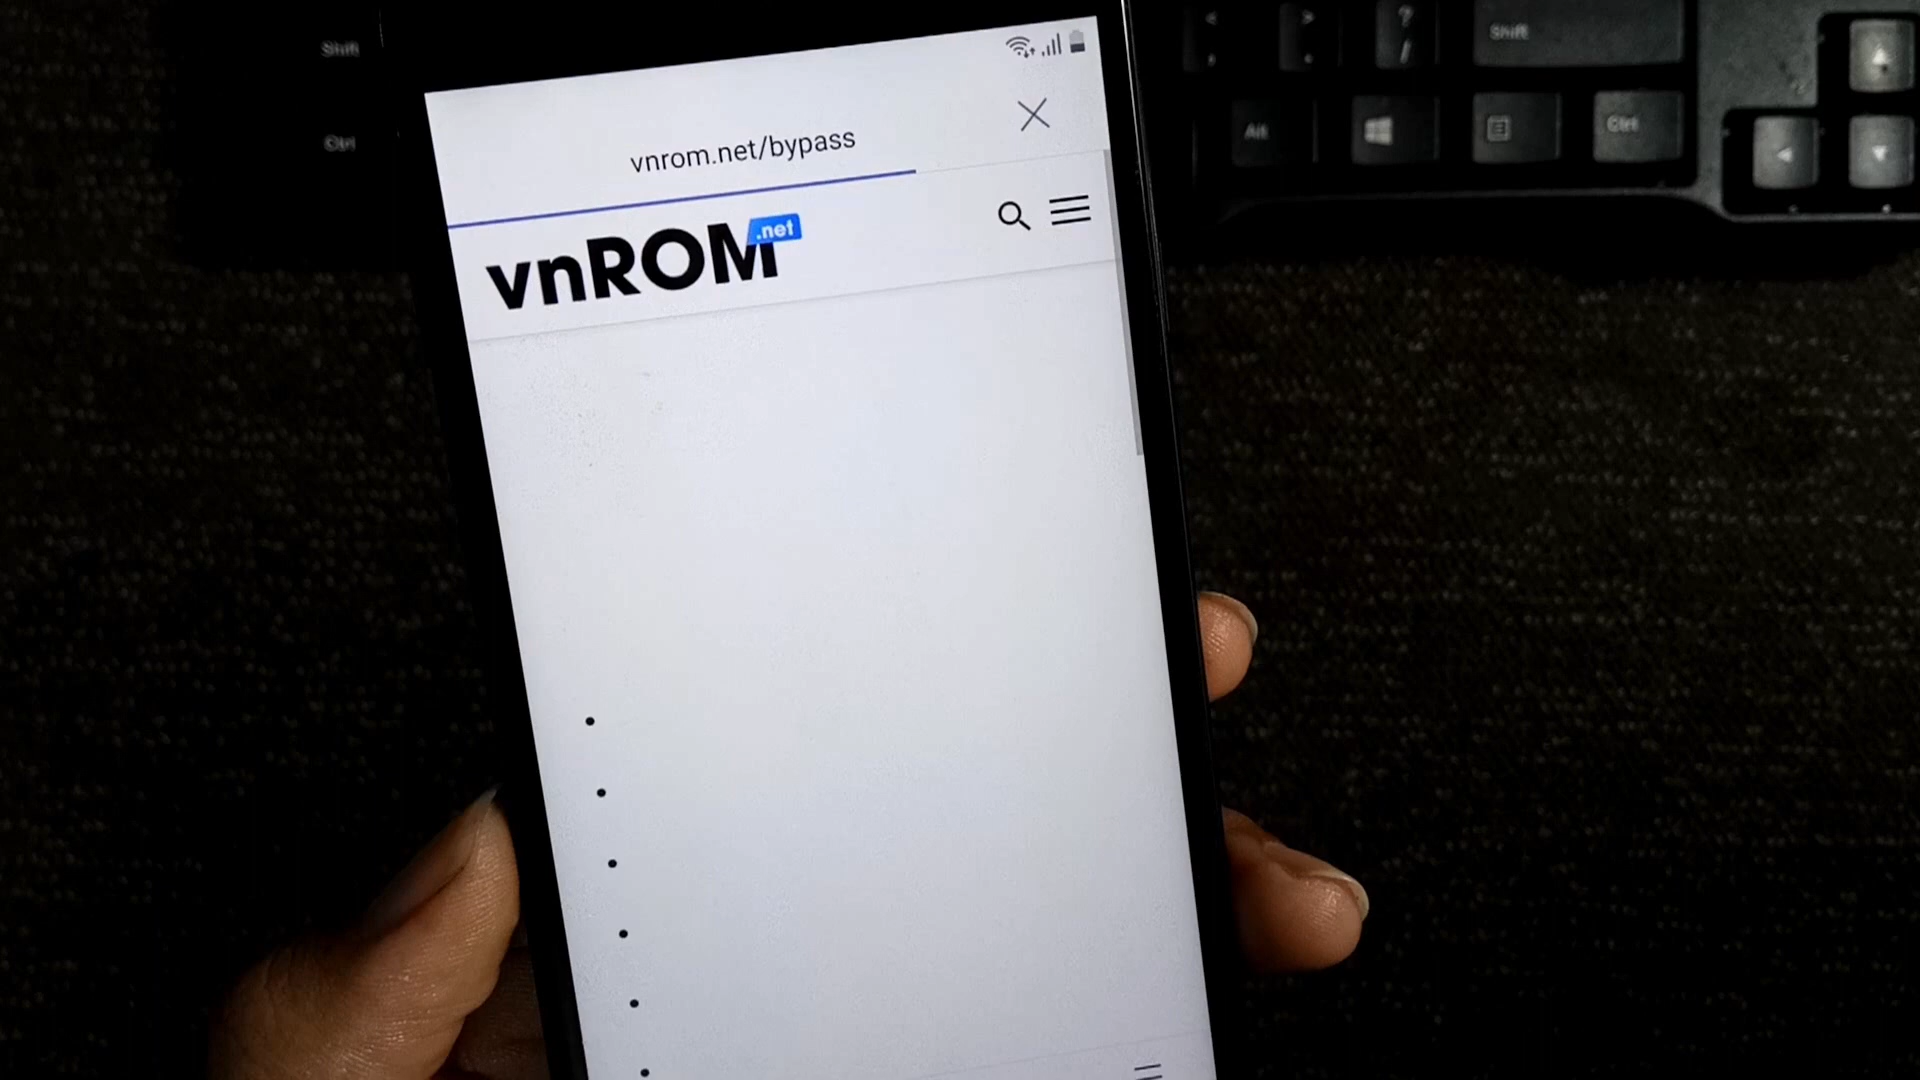 vnrom.net/bypass
vnROM.net
Shift
Ctrl
< > ? Shift
, . /
Alt Ctrl